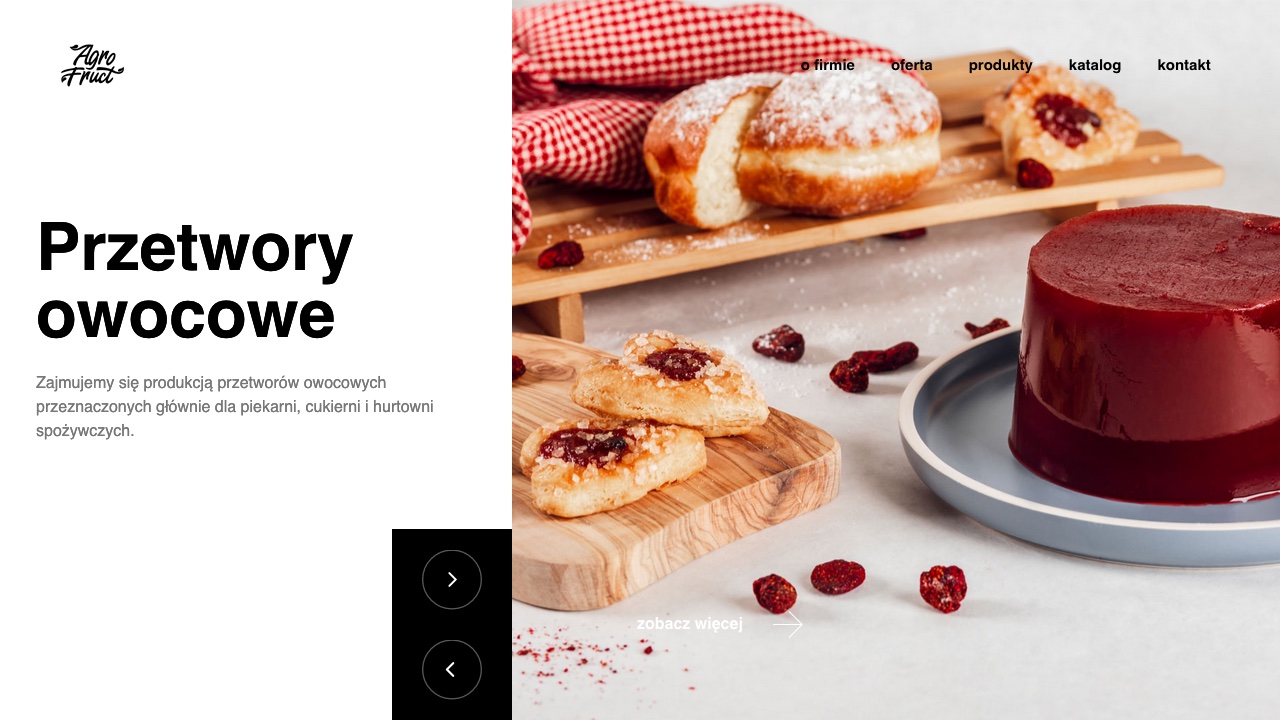 Agro
Fruct
o firmie
oferta
produkty
katalog
kontakt
Przetwory
owocowe
Zajmujemy się produkcją przetworów owocowych
przeznaczonych głównie dla piekarni, cukierni i hurtowni
spożywczych.
zobacz więcej